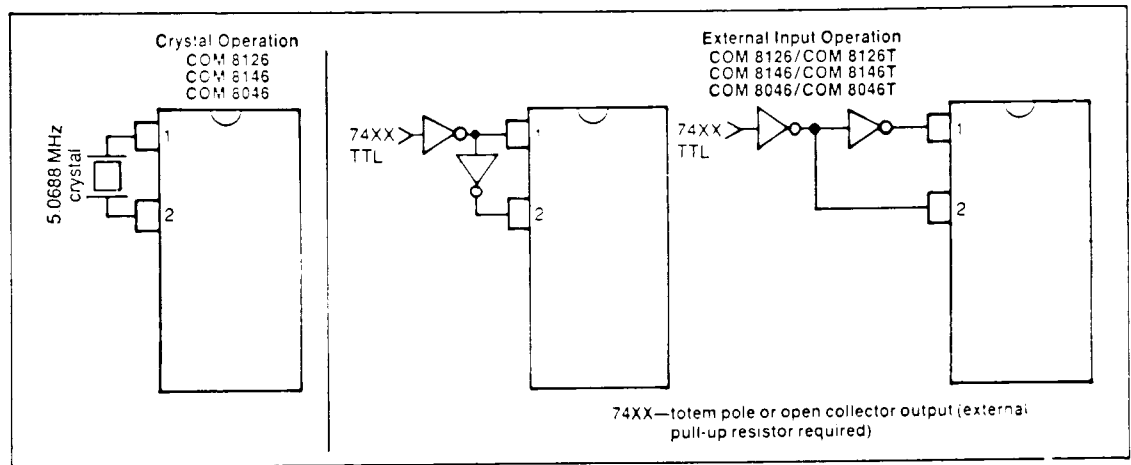 Crystal Operation
COM 8126
COM 8146
COM 8046
5.0688 MHz
crystal
1
2
External Input Operation
COM 8126/COM 8126T
COM 8146/COM 8146T
COM 8046/COM 8046T
74XX
TTL
1
2
74XX
TTL
1
2
74XX—totem pole or open collector output (external
pull-up resistor required)